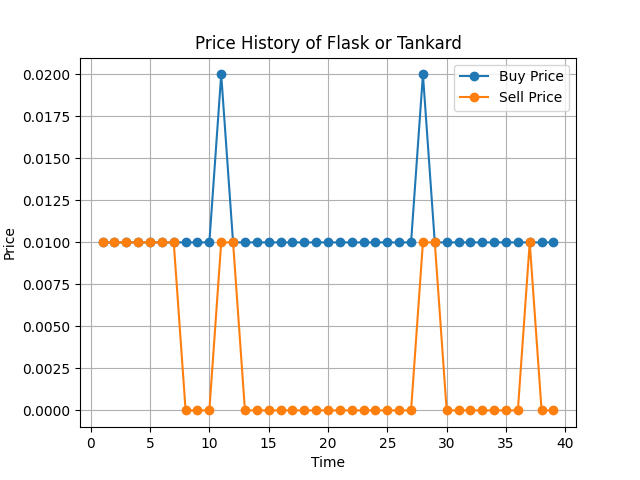 Price History of Flask or Tankard
Buy Price
Sell Price
Price
0.0200
0.0175
0.0150
0.0125
0.0100
0.0075
0.0050
0.0025
0.0000
0 5 10 15 20 25 30 35 40
Time